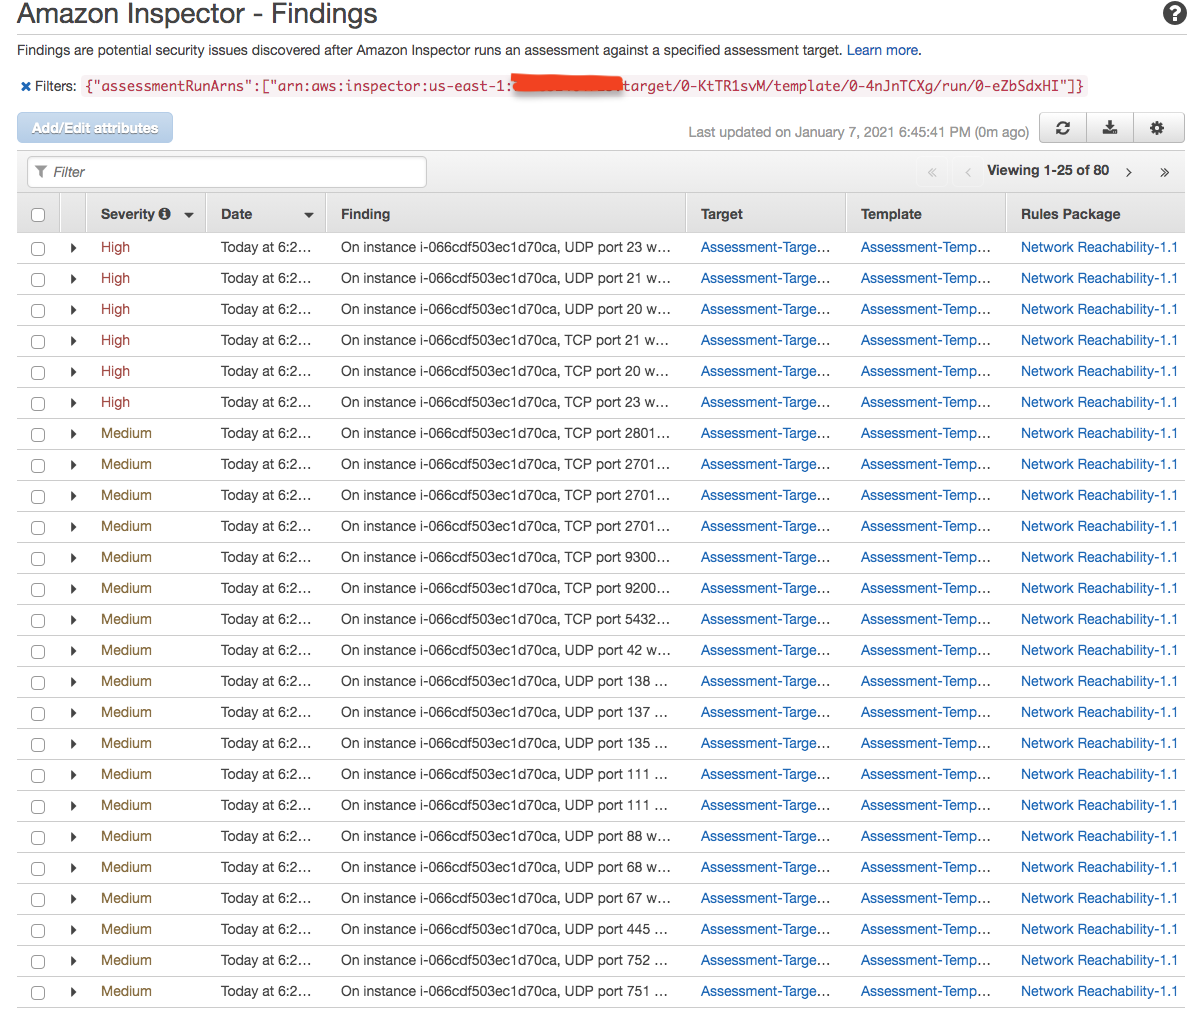 Amazon Inspector - Findings
Findings are potential security issues discovered after Amazon Inspector runs an assessment against a specified assessment target. Learn more.
Filters: {"assessmentRunArns":["arn:aws:inspector:us-east-1: target/0-KtTR1svM/template/0-4nJnTCXg/run/0-eZbSdxHI"]}
Add/Edit attributes Last updated on January 7, 2021 6:45:41 PM (0m ago)
Filter « ‹ Viewing 1-25 of 80 › »
Severity Date Finding Target Template Rules Package
High Today at 6:2... On instance i-066cdf503ec1d70ca, UDP port 23 w... Assessment-Targe... Assessment-Temp... Network Reachability-1.1
High Today at 6:2... On instance i-066cdf503ec1d70ca, UDP port 21 w... Assessment-Targe... Assessment-Temp... Network Reachability-1.1
High Today at 6:2... On instance i-066cdf503ec1d70ca, UDP port 20 w... Assessment-Targe... Assessment-Temp... Network Reachability-1.1
High Today at 6:2... On instance i-066cdf503ec1d70ca, TCP port 21 w... Assessment-Targe... Assessment-Temp... Network Reachability-1.1
High Today at 6:2... On instance i-066cdf503ec1d70ca, TCP port 20 w... Assessment-Targe... Assessment-Temp... Network Reachability-1.1
High Today at 6:2... On instance i-066cdf503ec1d70ca, TCP port 23 w... Assessment-Targe... Assessment-Temp... Network Reachability-1.1
Medium Today at 6:2... On instance i-066cdf503ec1d70ca, TCP port 2801... Assessment-Targe... Assessment-Temp... Network Reachability-1.1
Medium Today at 6:2... On instance i-066cdf503ec1d70ca, TCP port 2701... Assessment-Targe... Assessment-Temp... Network Reachability-1.1
Medium Today at 6:2... On instance i-066cdf503ec1d70ca, TCP port 2701... Assessment-Targe... Assessment-Temp... Network Reachability-1.1
Medium Today at 6:2... On instance i-066cdf503ec1d70ca, TCP port 2701... Assessment-Targe... Assessment-Temp... Network Reachability-1.1
Medium Today at 6:2... On instance i-066cdf503ec1d70ca, TCP port 9300... Assessment-Targe... Assessment-Temp... Network Reachability-1.1
Medium Today at 6:2... On instance i-066cdf503ec1d70ca, TCP port 9200... Assessment-Targe... Assessment-Temp... Network Reachability-1.1
Medium Today at 6:2... On instance i-066cdf503ec1d70ca, TCP port 5432... Assessment-Targe... Assessment-Temp... Network Reachability-1.1
Medium Today at 6:2... On instance i-066cdf503ec1d70ca, UDP port 42 w... Assessment-Targe... Assessment-Temp... Network Reachability-1.1
Medium Today at 6:2... On instance i-066cdf503ec1d70ca, UDP port 138 ... Assessment-Targe... Assessment-Temp... Network Reachability-1.1
Medium Today at 6:2... On instance i-066cdf503ec1d70ca, UDP port 137 ... Assessment-Targe... Assessment-Temp... Network Reachability-1.1
Medium Today at 6:2... On instance i-066cdf503ec1d70ca, UDP port 135 ... Assessment-Targe... Assessment-Temp... Network Reachability-1.1
Medium Today at 6:2... On instance i-066cdf503ec1d70ca, UDP port 111 ... Assessment-Targe... Assessment-Temp... Network Reachability-1.1
Medium Today at 6:2... On instance i-066cdf503ec1d70ca, UDP port 111 ... Assessment-Targe... Assessment-Temp... Network Reachability-1.1
Medium Today at 6:2... On instance i-066cdf503ec1d70ca, UDP port 88 w... Assessment-Targe... Assessment-Temp... Network Reachability-1.1
Medium Today at 6:2... On instance i-066cdf503ec1d70ca, UDP port 68 w... Assessment-Targe... Assessment-Temp... Network Reachability-1.1
Medium Today at 6:2... On instance i-066cdf503ec1d70ca, UDP port 67 w... Assessment-Targe... Assessment-Temp... Network Reachability-1.1
Medium Today at 6:2... On instance i-066cdf503ec1d70ca, UDP port 445 ... Assessment-Targe... Assessment-Temp... Network Reachability-1.1
Medium Today at 6:2... On instance i-066cdf503ec1d70ca, UDP port 752 ... Assessment-Targe... Assessment-Temp... Network Reachability-1.1
Medium Today at 6:2... On instance i-066cdf503ec1d70ca, UDP port 751 ... Assessment-Targe... Assessment-Temp... Network Reachability-1.1